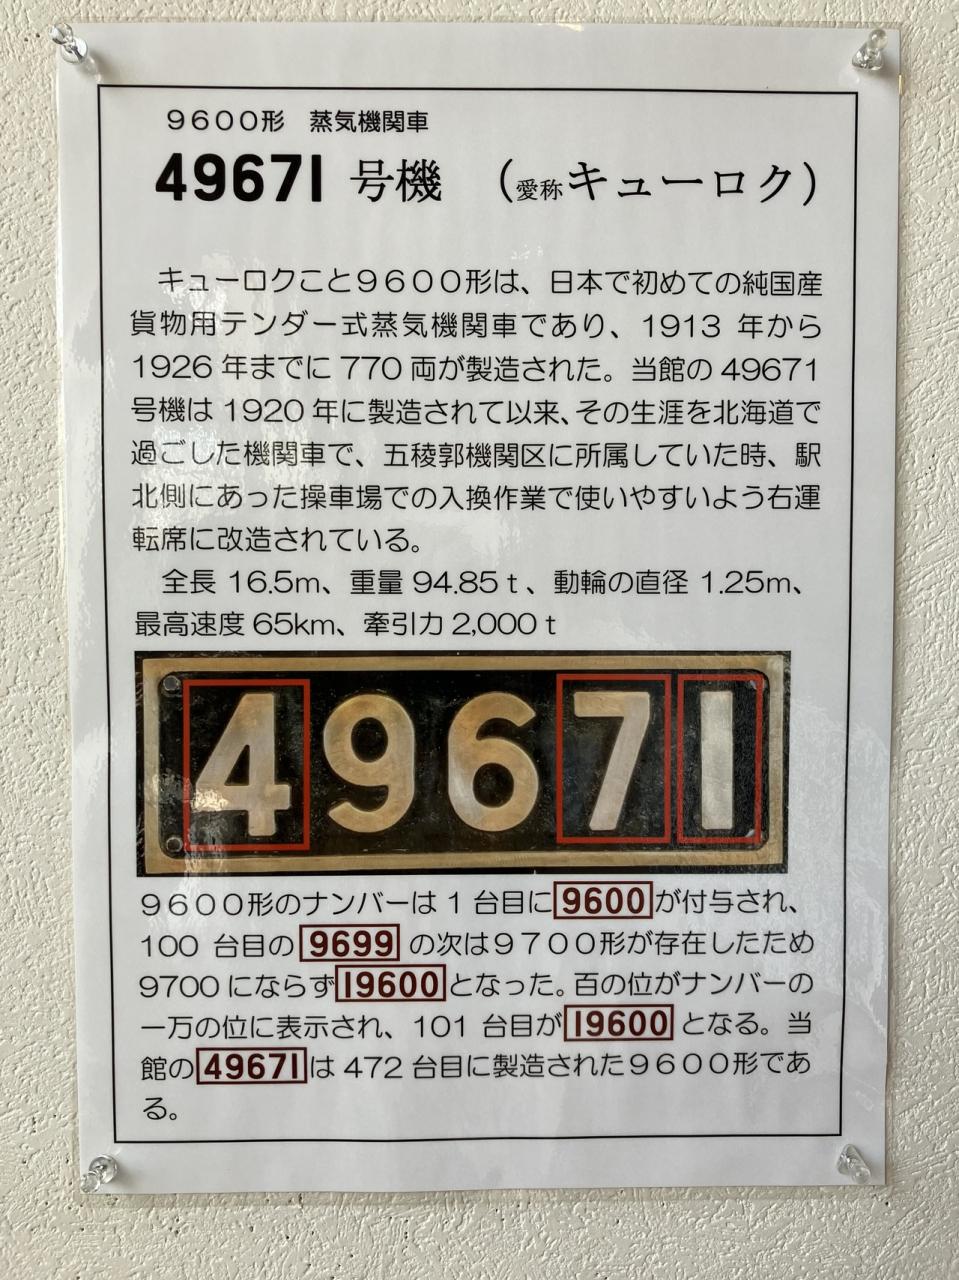 ９６００形　蒸気機関車
49671 号機　（愛称キューロク）
キューロクこと９６００形は、日本で初めての純国産
貨物用テンダー式蒸気機関車であり、1913 年から
1926 年までに 770 両が製造された。当館の 49671
号機は 1920 年に製造されて以来、その生涯を北海道で
過ごした機関車で、五稜郭機関区に所属していた時、駅
北側にあった操車場での入換作業で使いやすいよう右運
転席に改造されている。
全長 16.5m、重量 94.85ｔ、動輪の直径 1.25m、
最高速度 65km、牽引力 2,000ｔ
49671
９６００形のナンバーは 1 台目に 9600 が付与され、
100 台目の 9699 の次は９７００形が存在したため
9700 にならず 19600 となった。百の位がナンバーの
一万の位に表示され、101 台目が 19600 となる。当
館の 49671 は 472 台目に製造された９６００形であ
る。